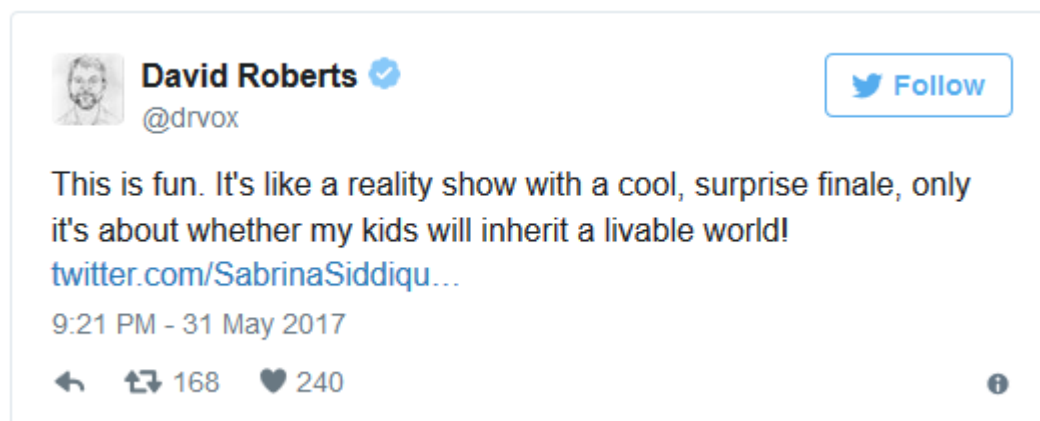 David Roberts
@drvox
Follow
This is fun. It's like a reality show with a cool, surprise finale, only
it's about whether my kids will inherit a livable world!
twitter.com/SabrinaSiddiqu…
9:21 PM - 31 May 2017
168 240